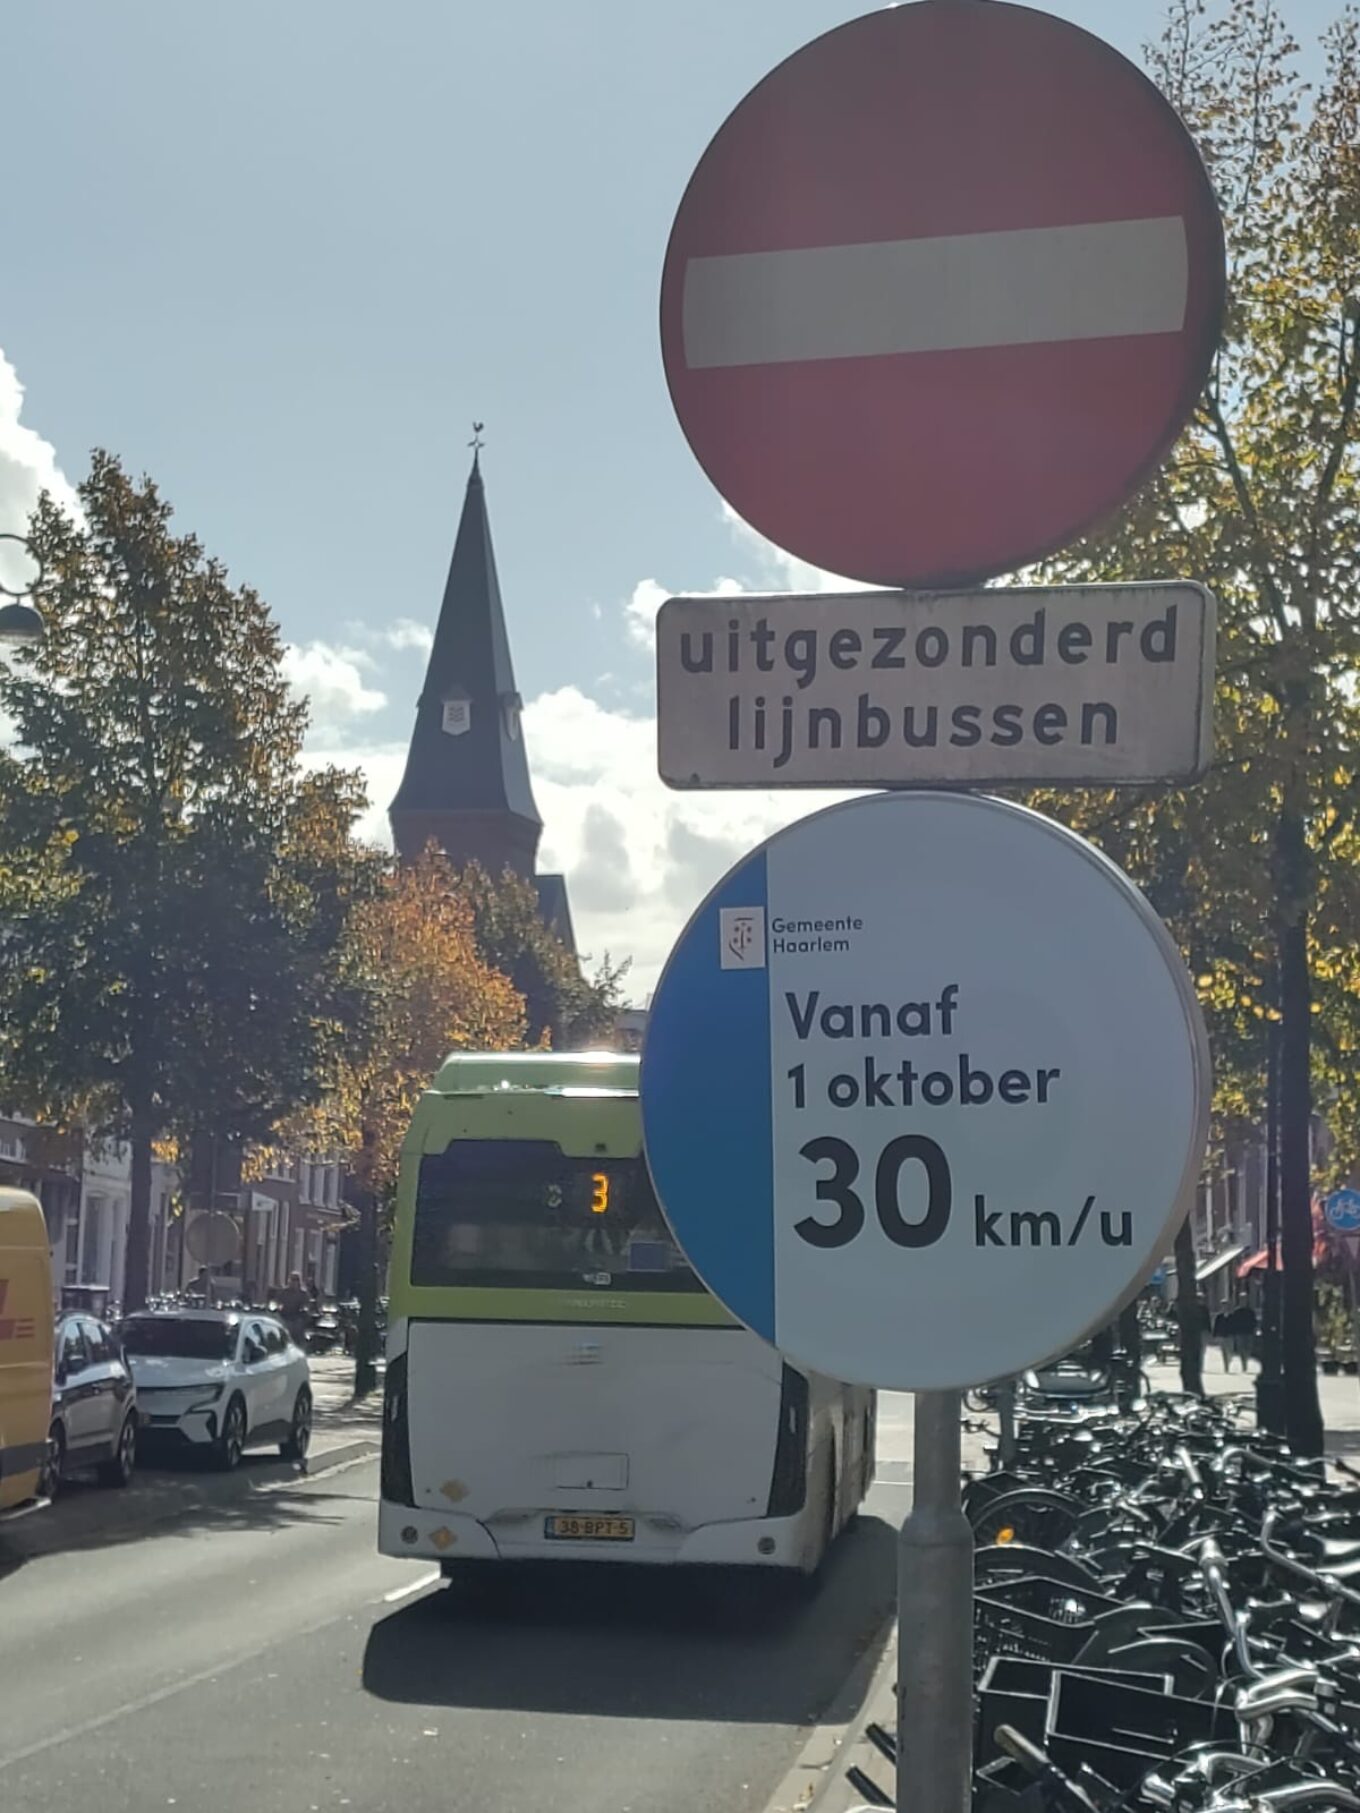 uitgezonderd
lijnbussen
Gemeente
Haarlem
Vanaf
1 oktober
30 km/u
3
38-BPT-5